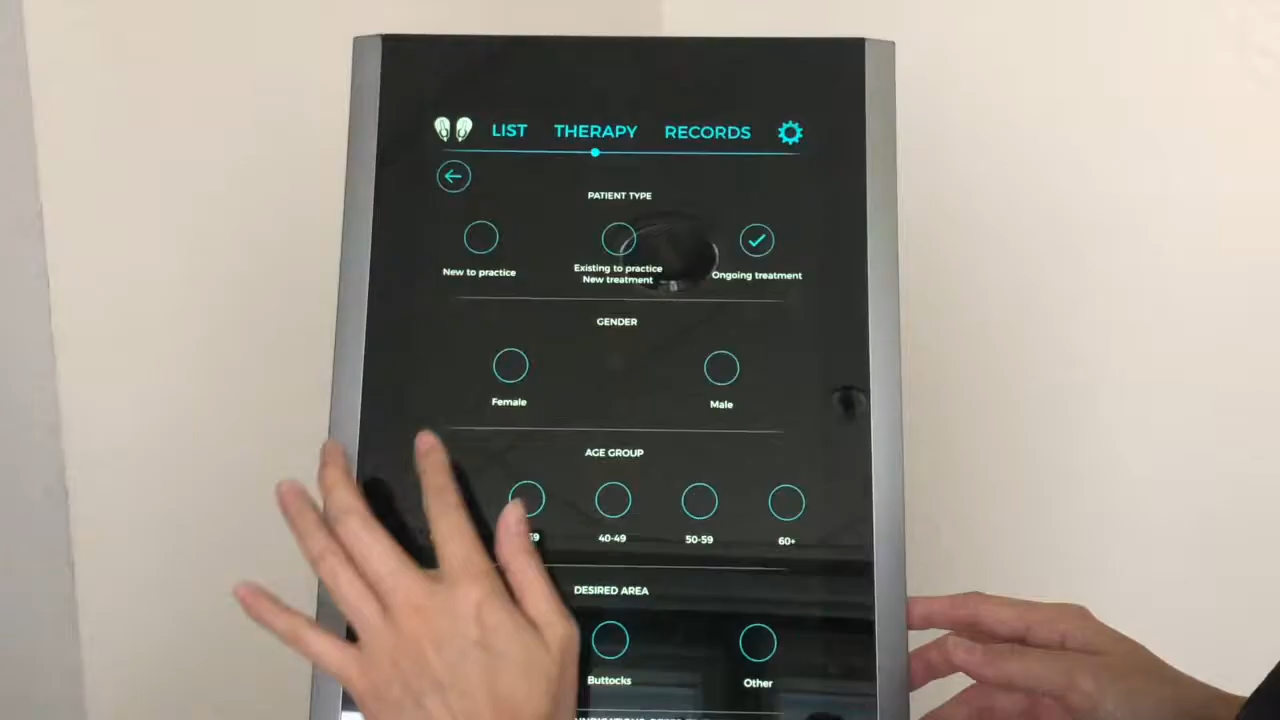 LIST THERAPY RECORDS
PATIENT TYPE
New to practice
Existing to practice
New treatment
Ongoing treatment
GENDER
Female
Male
AGE GROUP
40-49
50-59
60+
DESIRED AREA
Buttocks
Other